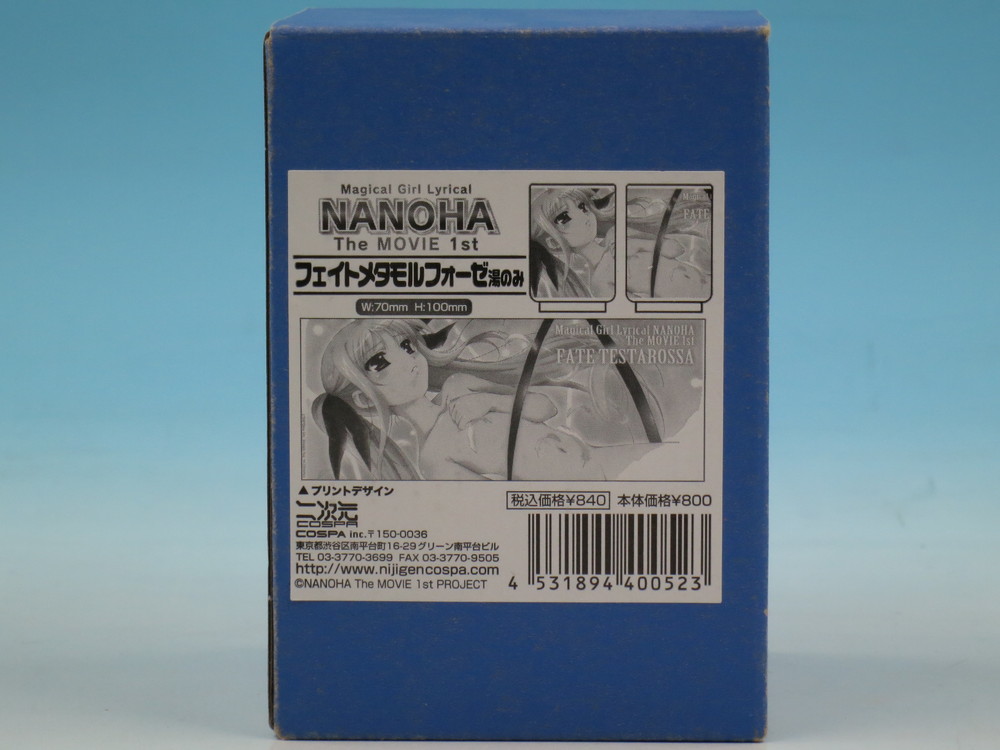 Magical Girl Lyrical
NANOHA
The MOVIE 1st
フェイトメタモルフォーゼ湯のみ
W:70mm H:100mm
Magical
FATE
Magical Girl Lyrical NANOHA
The MOVIE 1st
FATE TESTAROSSA
▲プリントデザイン
税込価格¥840 本体価格¥800
二次元
COSPA
COSPA inc.〒150-0036
東京都渋谷区南平台町16-29グリーン南平台ビル
TEL 03-3770-3699 FAX 03-3770-9505
http://www.nijigencospa.com
©NANOHA The MOVIE 1st PROJECT
4 531894 400523